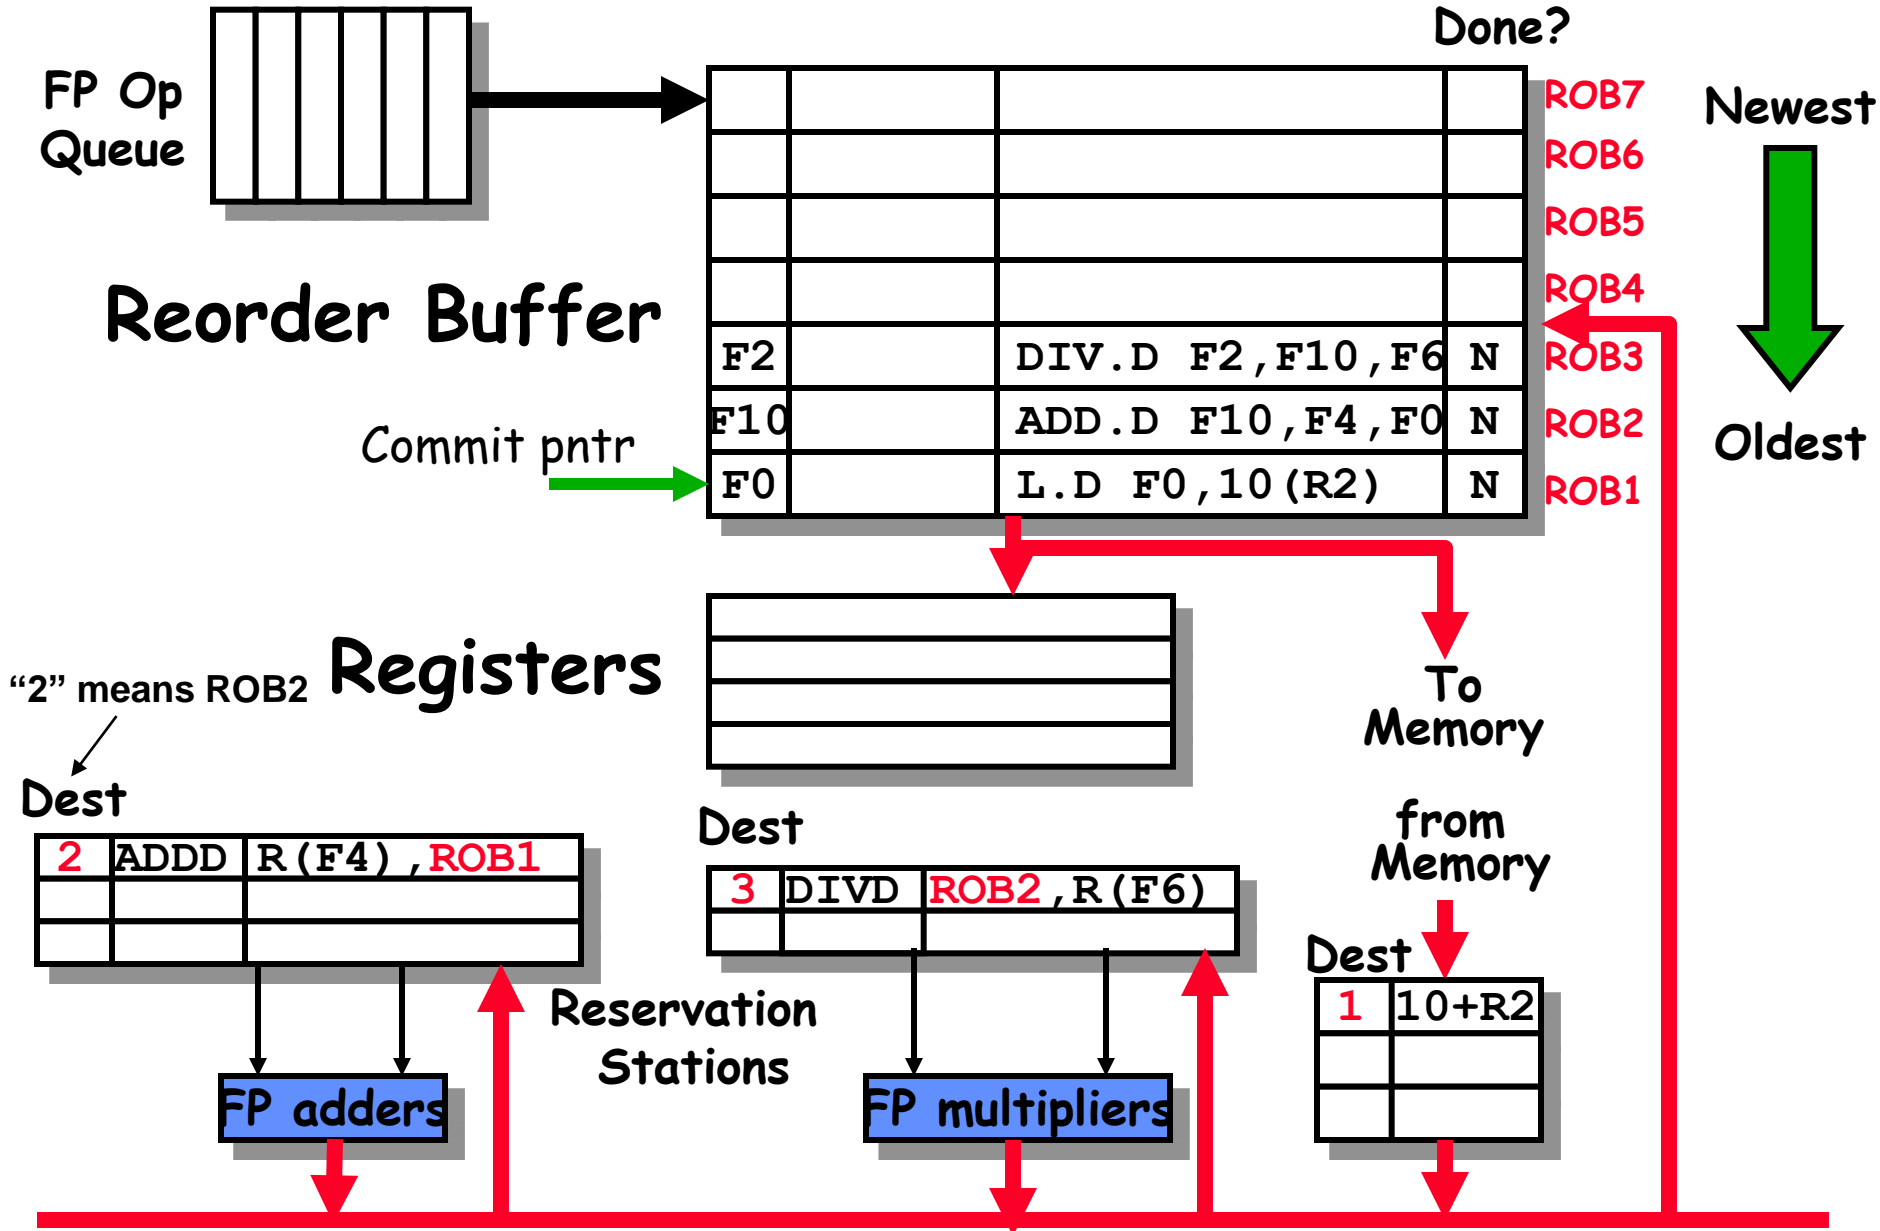 Done?
FP Op
Queue
ROB7
Newest
ROB6
ROB5
Reorder Buffer
ROB4
F2 DIV.D F2,F10,F6 N ROB3
F10 ADD.D F10,F4,F0 N ROB2
Commit pntr
Oldest
F0 L.D F0,10(R2) N ROB1
Registers
“2” means ROB2
To
Memory
Dest
2 ADDD R(F4),ROB1
Dest
3 DIVD ROB2,R(F6)
from
Memory
Dest
1 10+R2
Reservation
Stations
FP adders
FP multipliers